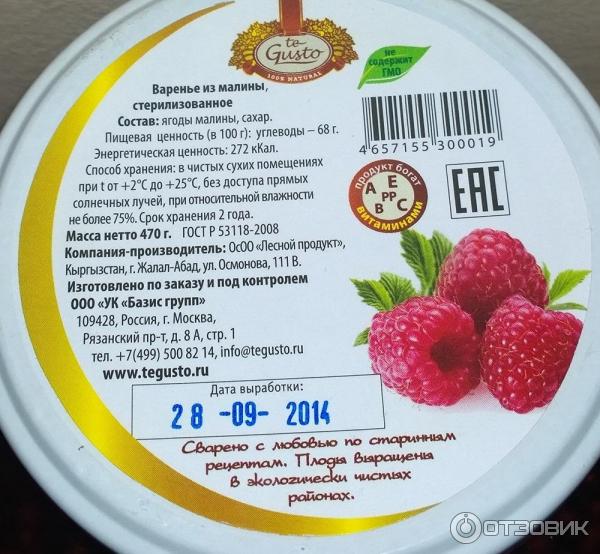 te
Gusto
100% NATURAL
не
содержит
ГМО
Варенье из малины,
стерилизованное
Состав: ягоды малины, сахар.
Пищевая ценность (в 100 г): углеводы – 68 г.
Энергетическая ценность: 272 кКал.
Способ хранения: в чистых сухих помещениях
при t от +2°C до +25°C, без доступа прямых
солнечных лучей, при относительной влажности
не более 75%. Срок хранения 2 года.
Масса нетто 470 г. ГОСТ Р 53118-2008
Компания-производитель: ОсОО «Лесной продукт»,
Кыргызстан, г. Жалал-Абад, ул. Осмонова, 111 В.
Изготовлено по заказу и под контролем
ООО «УК «Базис групп»
109428, Россия, г. Москва,
Рязанский пр-т, д. 8 А, стр. 1
тел. +7(499) 500 82 14, info@tegusto.ru
www.tegusto.ru
4 657155 300019
продукт богат
A E
PP
B C
витаминами
EAC
Дата выработки:
28 -09- 2014
Сварено с любовью по старинным
рецептам. Плоды выращены
в экологически чистых
районах.
ОТЗОВИК